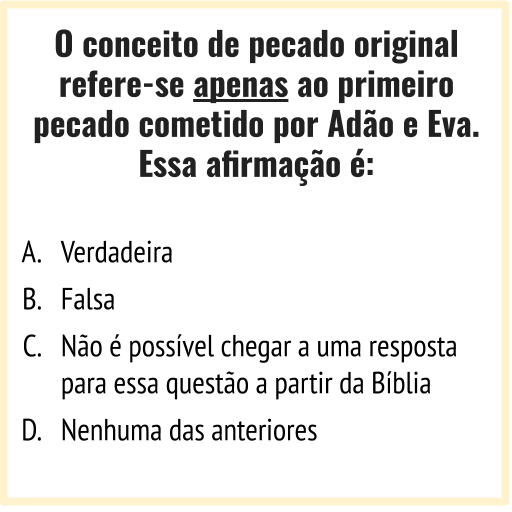 O conceito de pecado original
refere-se apenas ao primeiro
pecado cometido por Adão e Eva.
Essa afirmação é:
A. Verdadeira
B. Falsa
C. Não é possível chegar a uma resposta
para essa questão a partir da Bíblia
D. Nenhuma das anteriores